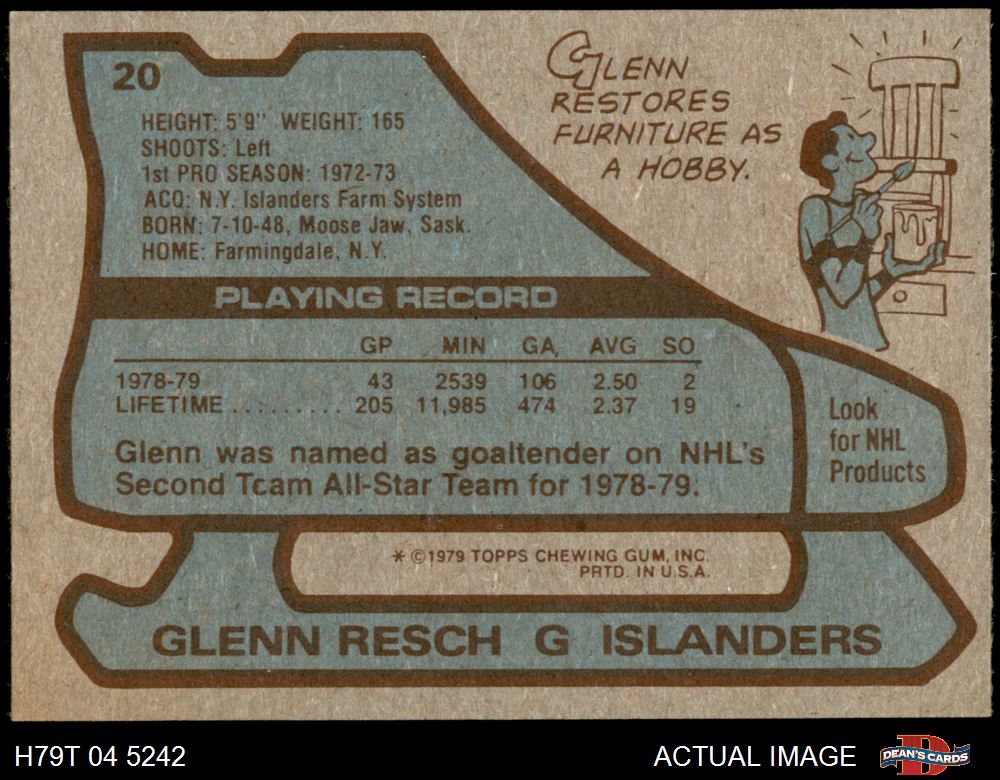 20
HEIGHT: 5'9" WEIGHT: 165
SHOOTS: Left
1st PRO SEASON: 1972-73
ACQ: N.Y. Islanders Farm System
BORN: 7-10-48, Moose Jaw, Sask.
HOME: Farmingdale, N.Y.
GLENN
RESTORES
FURNITURE AS
A HOBBY.
PLAYING RECORD
GP MIN GA. AVG SO
1978-79 43 2539 106 2.50 2
LIFETIME ......... 205 11,985 474 2.37 19
Glenn was named as goaltender on NHL's
Second Tcam All-Star Team for 1978-79.
Look
for NHL
Products
* ©1979 TOPPS CHEWING GUM, INC.
PRTD. IN U.S.A.
GLENN RESCH G ISLANDERS
H79T 04 5242 ACTUAL IMAGE
DEAN'S CARDS